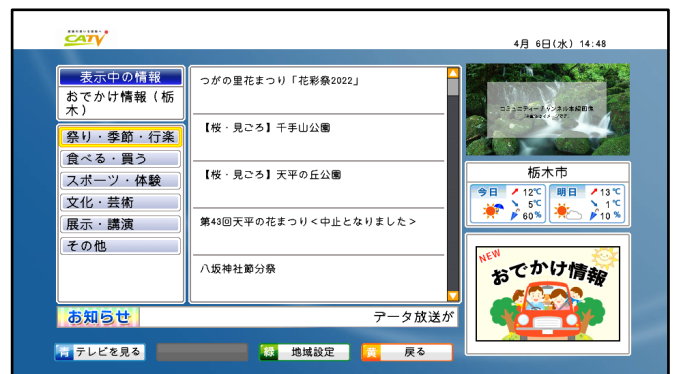 CATV
4月 6日(水) 14:48
表示中の情報
おでかけ情報（栃
木）
祭り・季節・行楽
食べる・買う
スポーツ・体験
文化・芸術
展示・講演
その他
つがの里花まつり「花彩祭2022」
【桜・見ごろ】千手山公園
【桜・見ごろ】天平の丘公園
第43回天平の花まつり＜中止となりました＞
八坂神社節分祭
コミュニティーチャンネル本編画像
栃木市
今日 12℃ 5℃ 60%
明日 13℃ 1℃ 10%
NEW
おでかけ情報
お知らせ
データ放送が
青 テレビを見る
緑 地域設定
黄 戻る